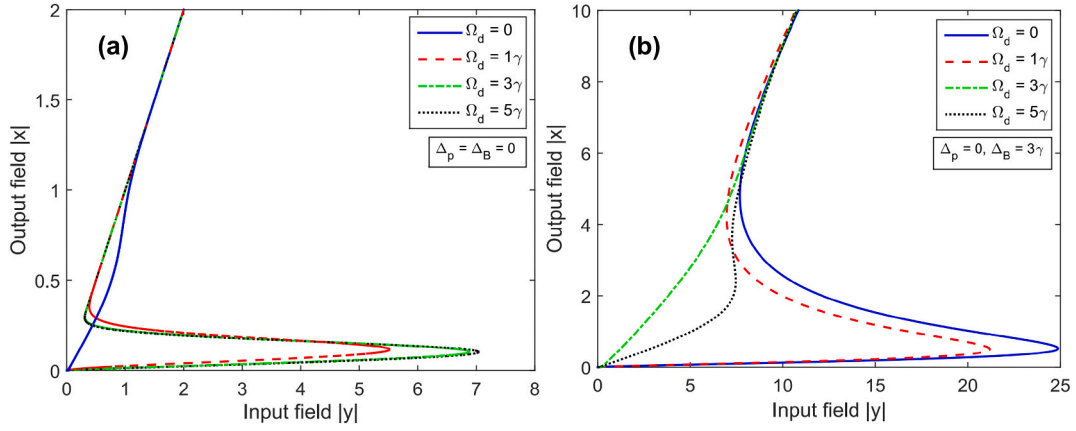 (a)
Ω_d = 0
Ω_d = 1γ
Ω_d = 3γ
Ω_d = 5γ
Δ_p = Δ_B = 0
Output field |x|
2
1.5
1
0.5
0
0 1 2 3 4 5 6 7 8
Input field |y|
(b)
Ω_d = 0
Ω_d = 1γ
Ω_d = 3γ
Ω_d = 5γ
Δ_p = 0, Δ_B = 3γ
Output field |x|
10
8
6
4
2
0
0 5 10 15 20 25
Input field |y|